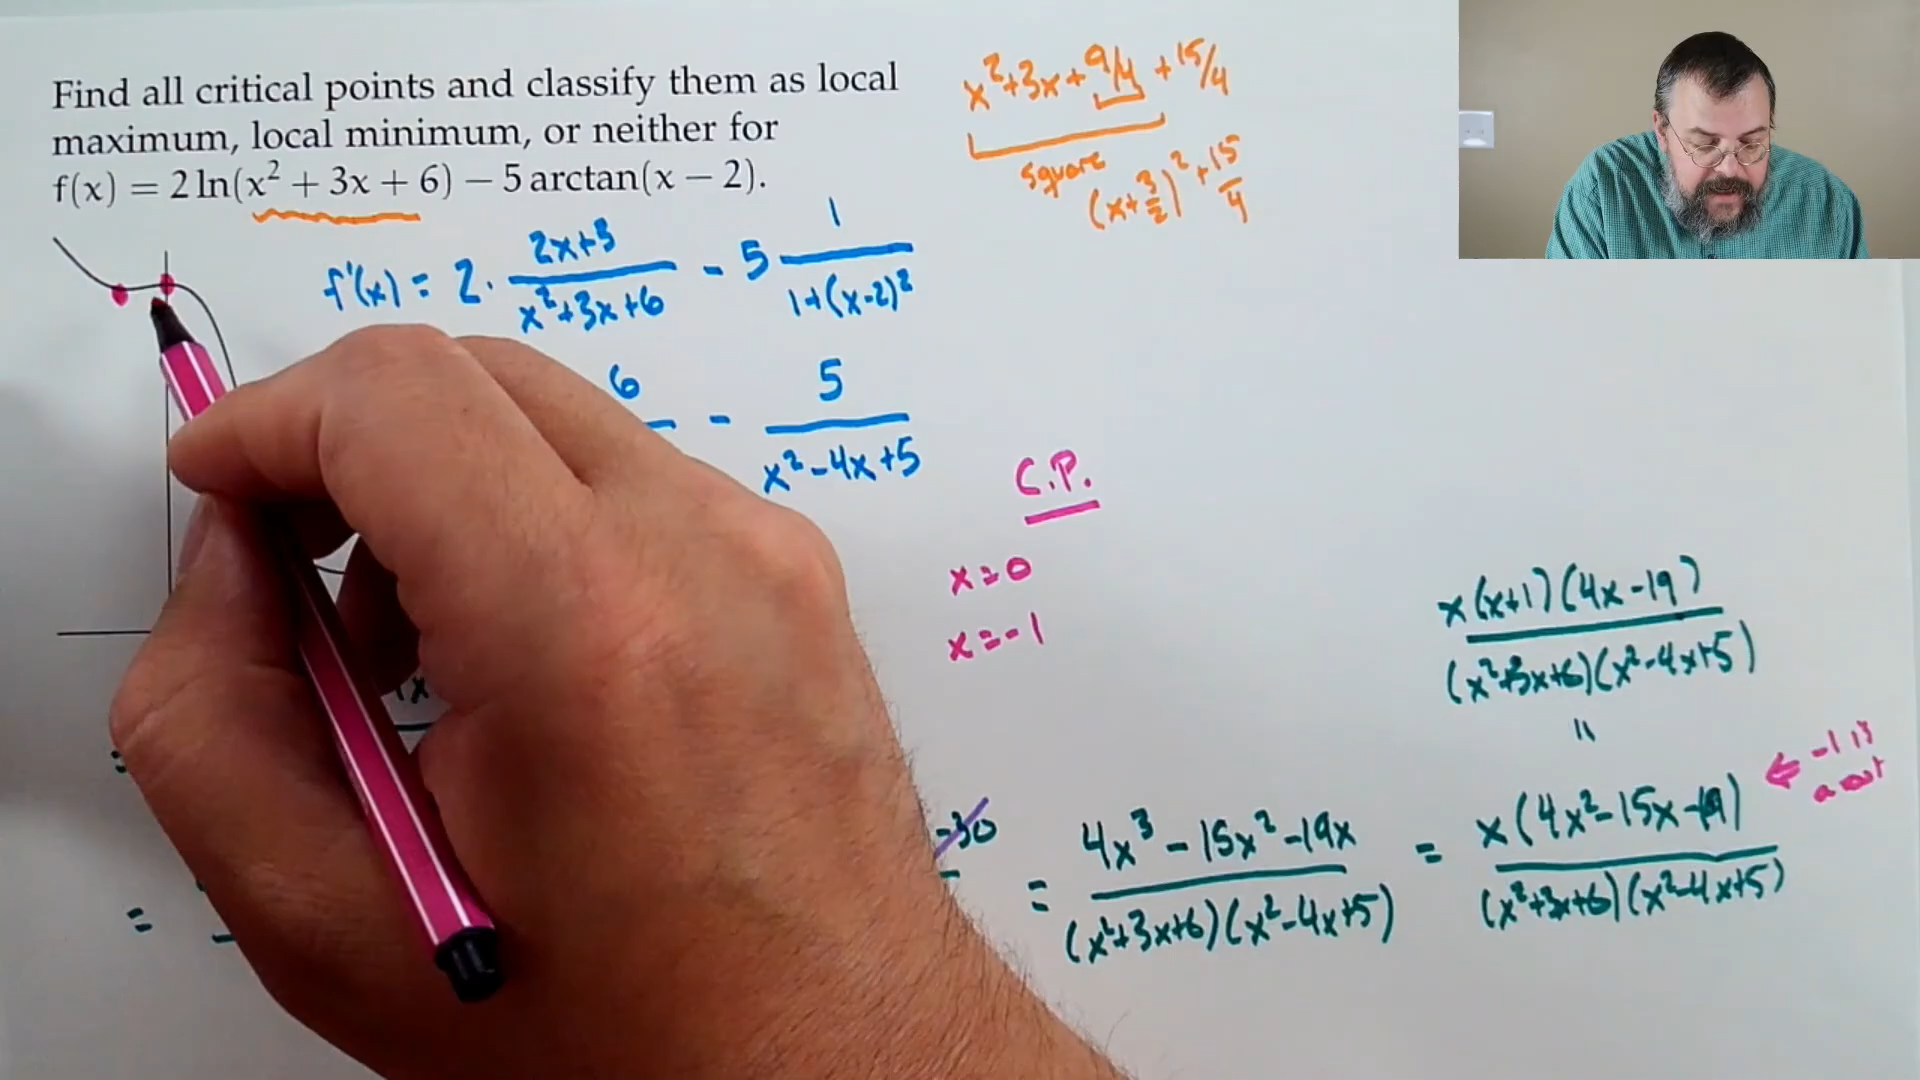 Find all critical points and classify them as local
maximum, local minimum, or neither for
f(x) = 2 ln(x² + 3x + 6) − 5 arctan(x − 2).
x²+3x+9/4 +15/4
square
(x+3/2)²+15/4
f'(x) = 2· (2x+3)/(x²+3x+6) - 5 1/(1+(x-2)²)
6 - 5/(x²-4x+5)
C.P.
x=0
x=-1
x(x+1)(4x-19)/((x²+3x+6)(x²-4x+5))
=
← -1 is
a root
=
= -30 = (4x³-15x²-19x)/((x²+3x+6)(x²-4x+5)) = x(4x²-15x-19)/((x²+3x+6)(x²-4x+5))